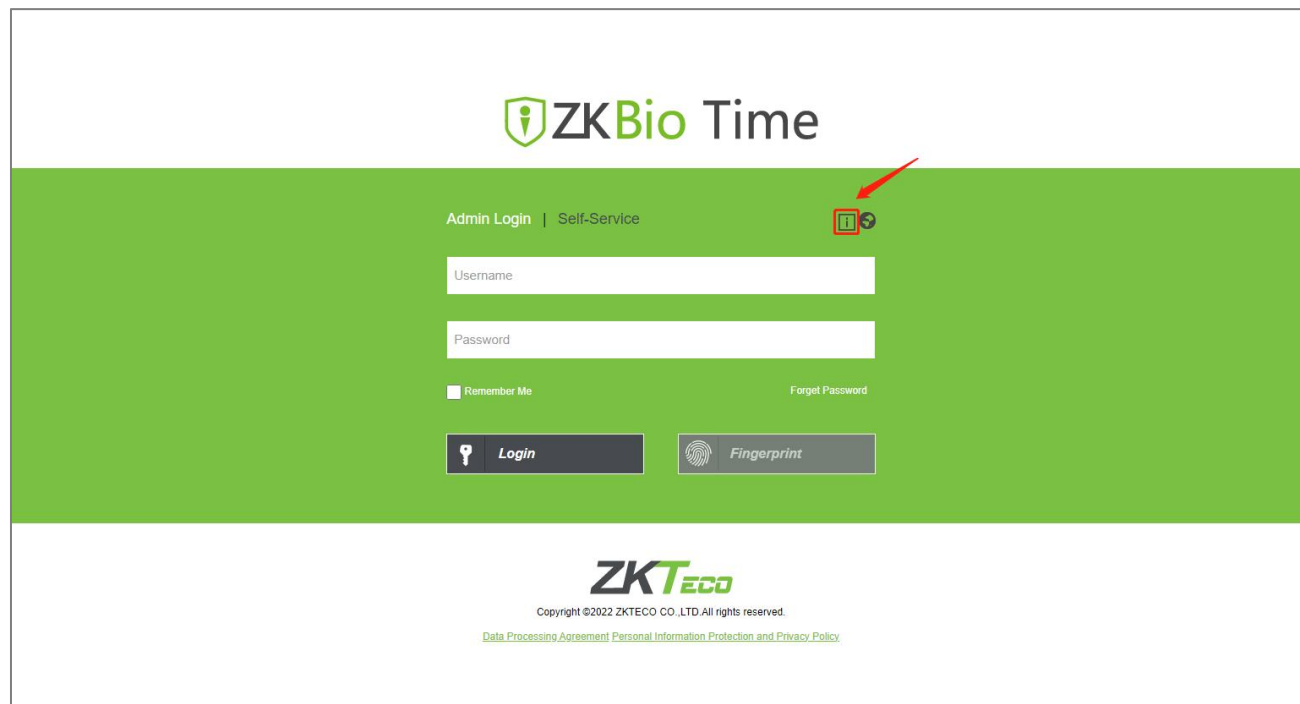 ZKBio Time
Admin Login | Self-Service
i
Username
Password
Remember Me Forget Password
Login Fingerprint
ZKTECO
Copyright ©2022 ZKTECO CO.,LTD.All rights reserved.
Data Processing Agreement Personal Information Protection and Privacy Policy